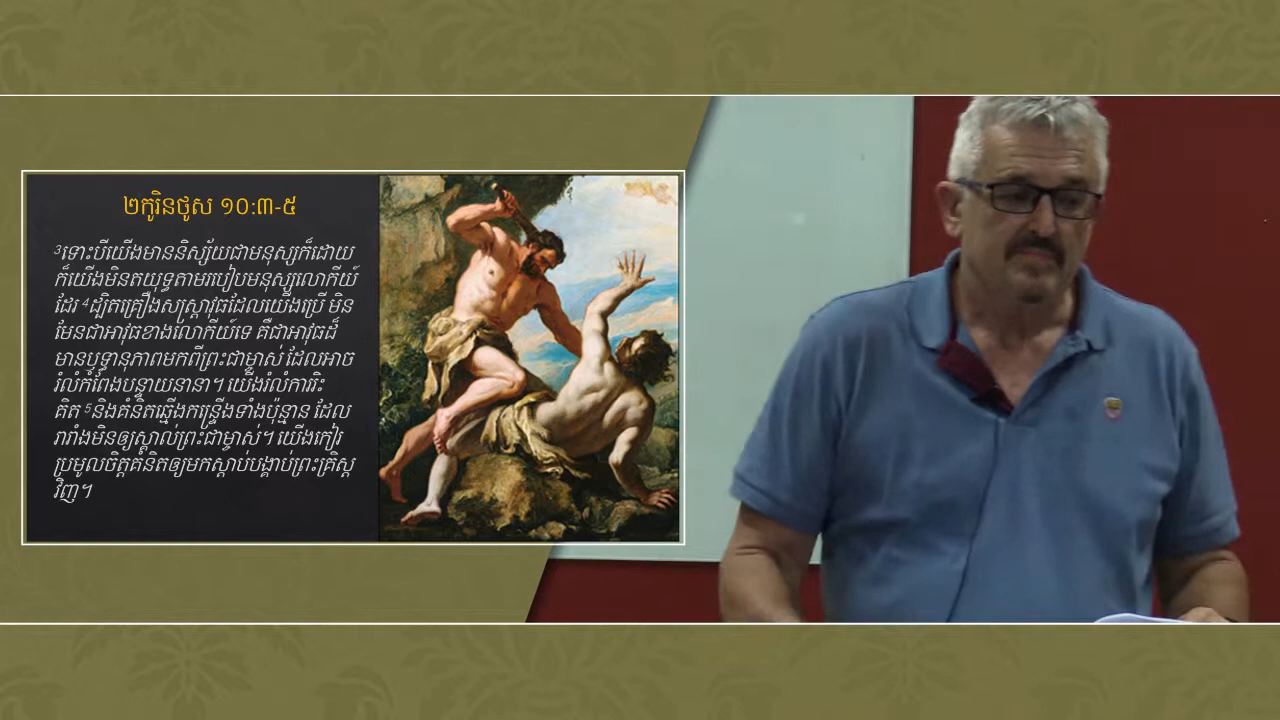 ២កូរិនថូស ១០:៣-៥
³ទោះបីយើងមាននិស្ស័យជាមនុស្សក៏ដោយ
ក៏យើងមិនតយុទ្ធតាមរបៀបមនុស្សលោកីយ៍
ដែរ ⁴ដ្បិតគ្រឿងសស្ត្រាវុធដែលយើងប្រើ មិន
មែនជាអាវុធខាងលោកីយ៍ទេ គឺជាអាវុធដ៏
មានឫទ្ធានុភាពមកពីព្រះជាម្ចាស់ ដែលអាច
រំលំកំពែងបន្ទាយនានា។ យើងរំលំការរិះ
គិត ⁵និងគំនិតឆ្មើងកន្ទ្រើងទាំងប៉ុន្មាន ដែល
រារាំងមិនឲ្យស្គាល់ព្រះជាម្ចាស់។ យើងកៀរ
ប្រមូលចិត្តគំនិតឲ្យមកស្ដាប់បង្គាប់ព្រះគ្រិស្ត
វិញ។